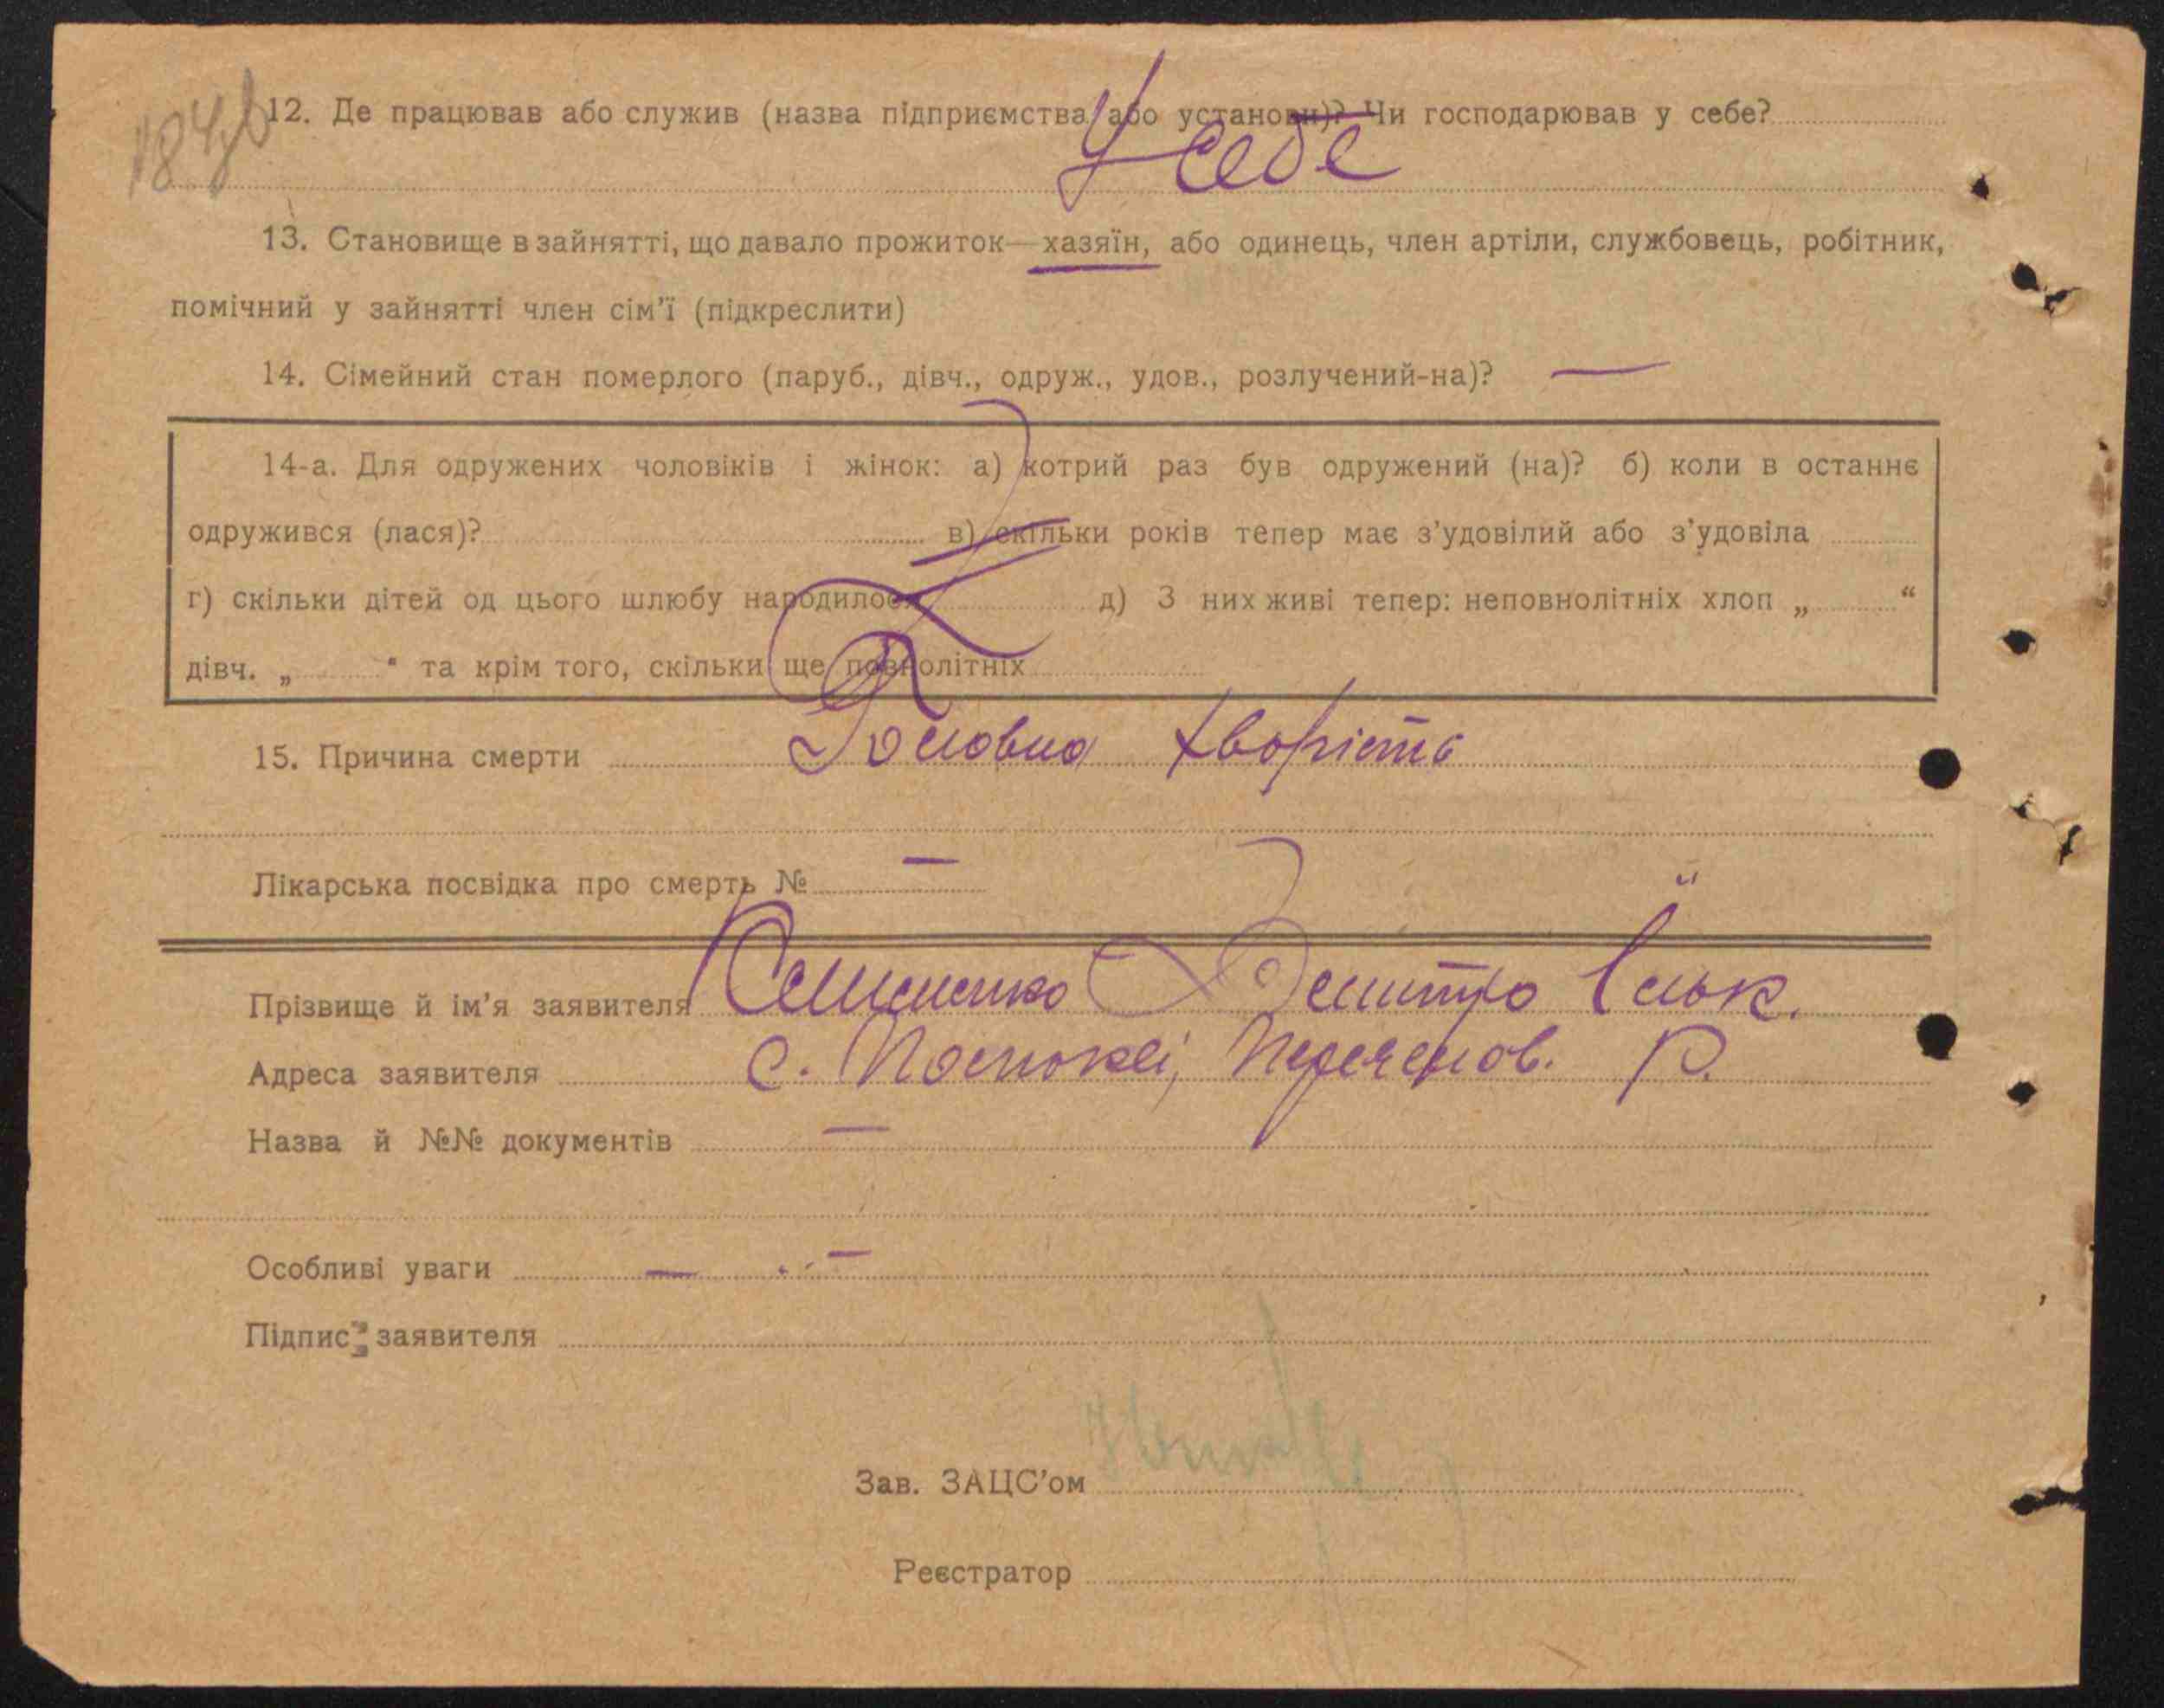 184зв
12. Де працював або служив (назва підприємства або установи)? Чи господарював у себе?
У себе
13. Становище в зайнятті, що давало прожиток—хазяїн, або одинець, член артіли, службовець, робітник,
помічний у зайнятті член сім’ї (підкреслити)
14. Сімейний стан померлого (паруб., дівч., одруж., удов., розлучений-на)? —
14-а. Для одружених чоловіків і жінок: а) котрий раз був одружений (на)? б) коли в останнє
одружився (лася)? в) скільки років тепер має з’удовілий або з’удовіла
г) скільки дітей од цього шлюбу народилося д) З них живі тепер: неповнолітніх хлоп „ “
дівч. „ “ та крім того, скільки ще повнолітніх
15. Причина смерти Головна хворість
Лікарська посвідка про смерть № —
Прізвище й ім’я заявителя Дмитро
Адреса заявителя с. Р.
Назва й №№ документів —
Особливі уваги — —
Підпис заявителя
Зав. ЗАЦС’ом
Реєстратор